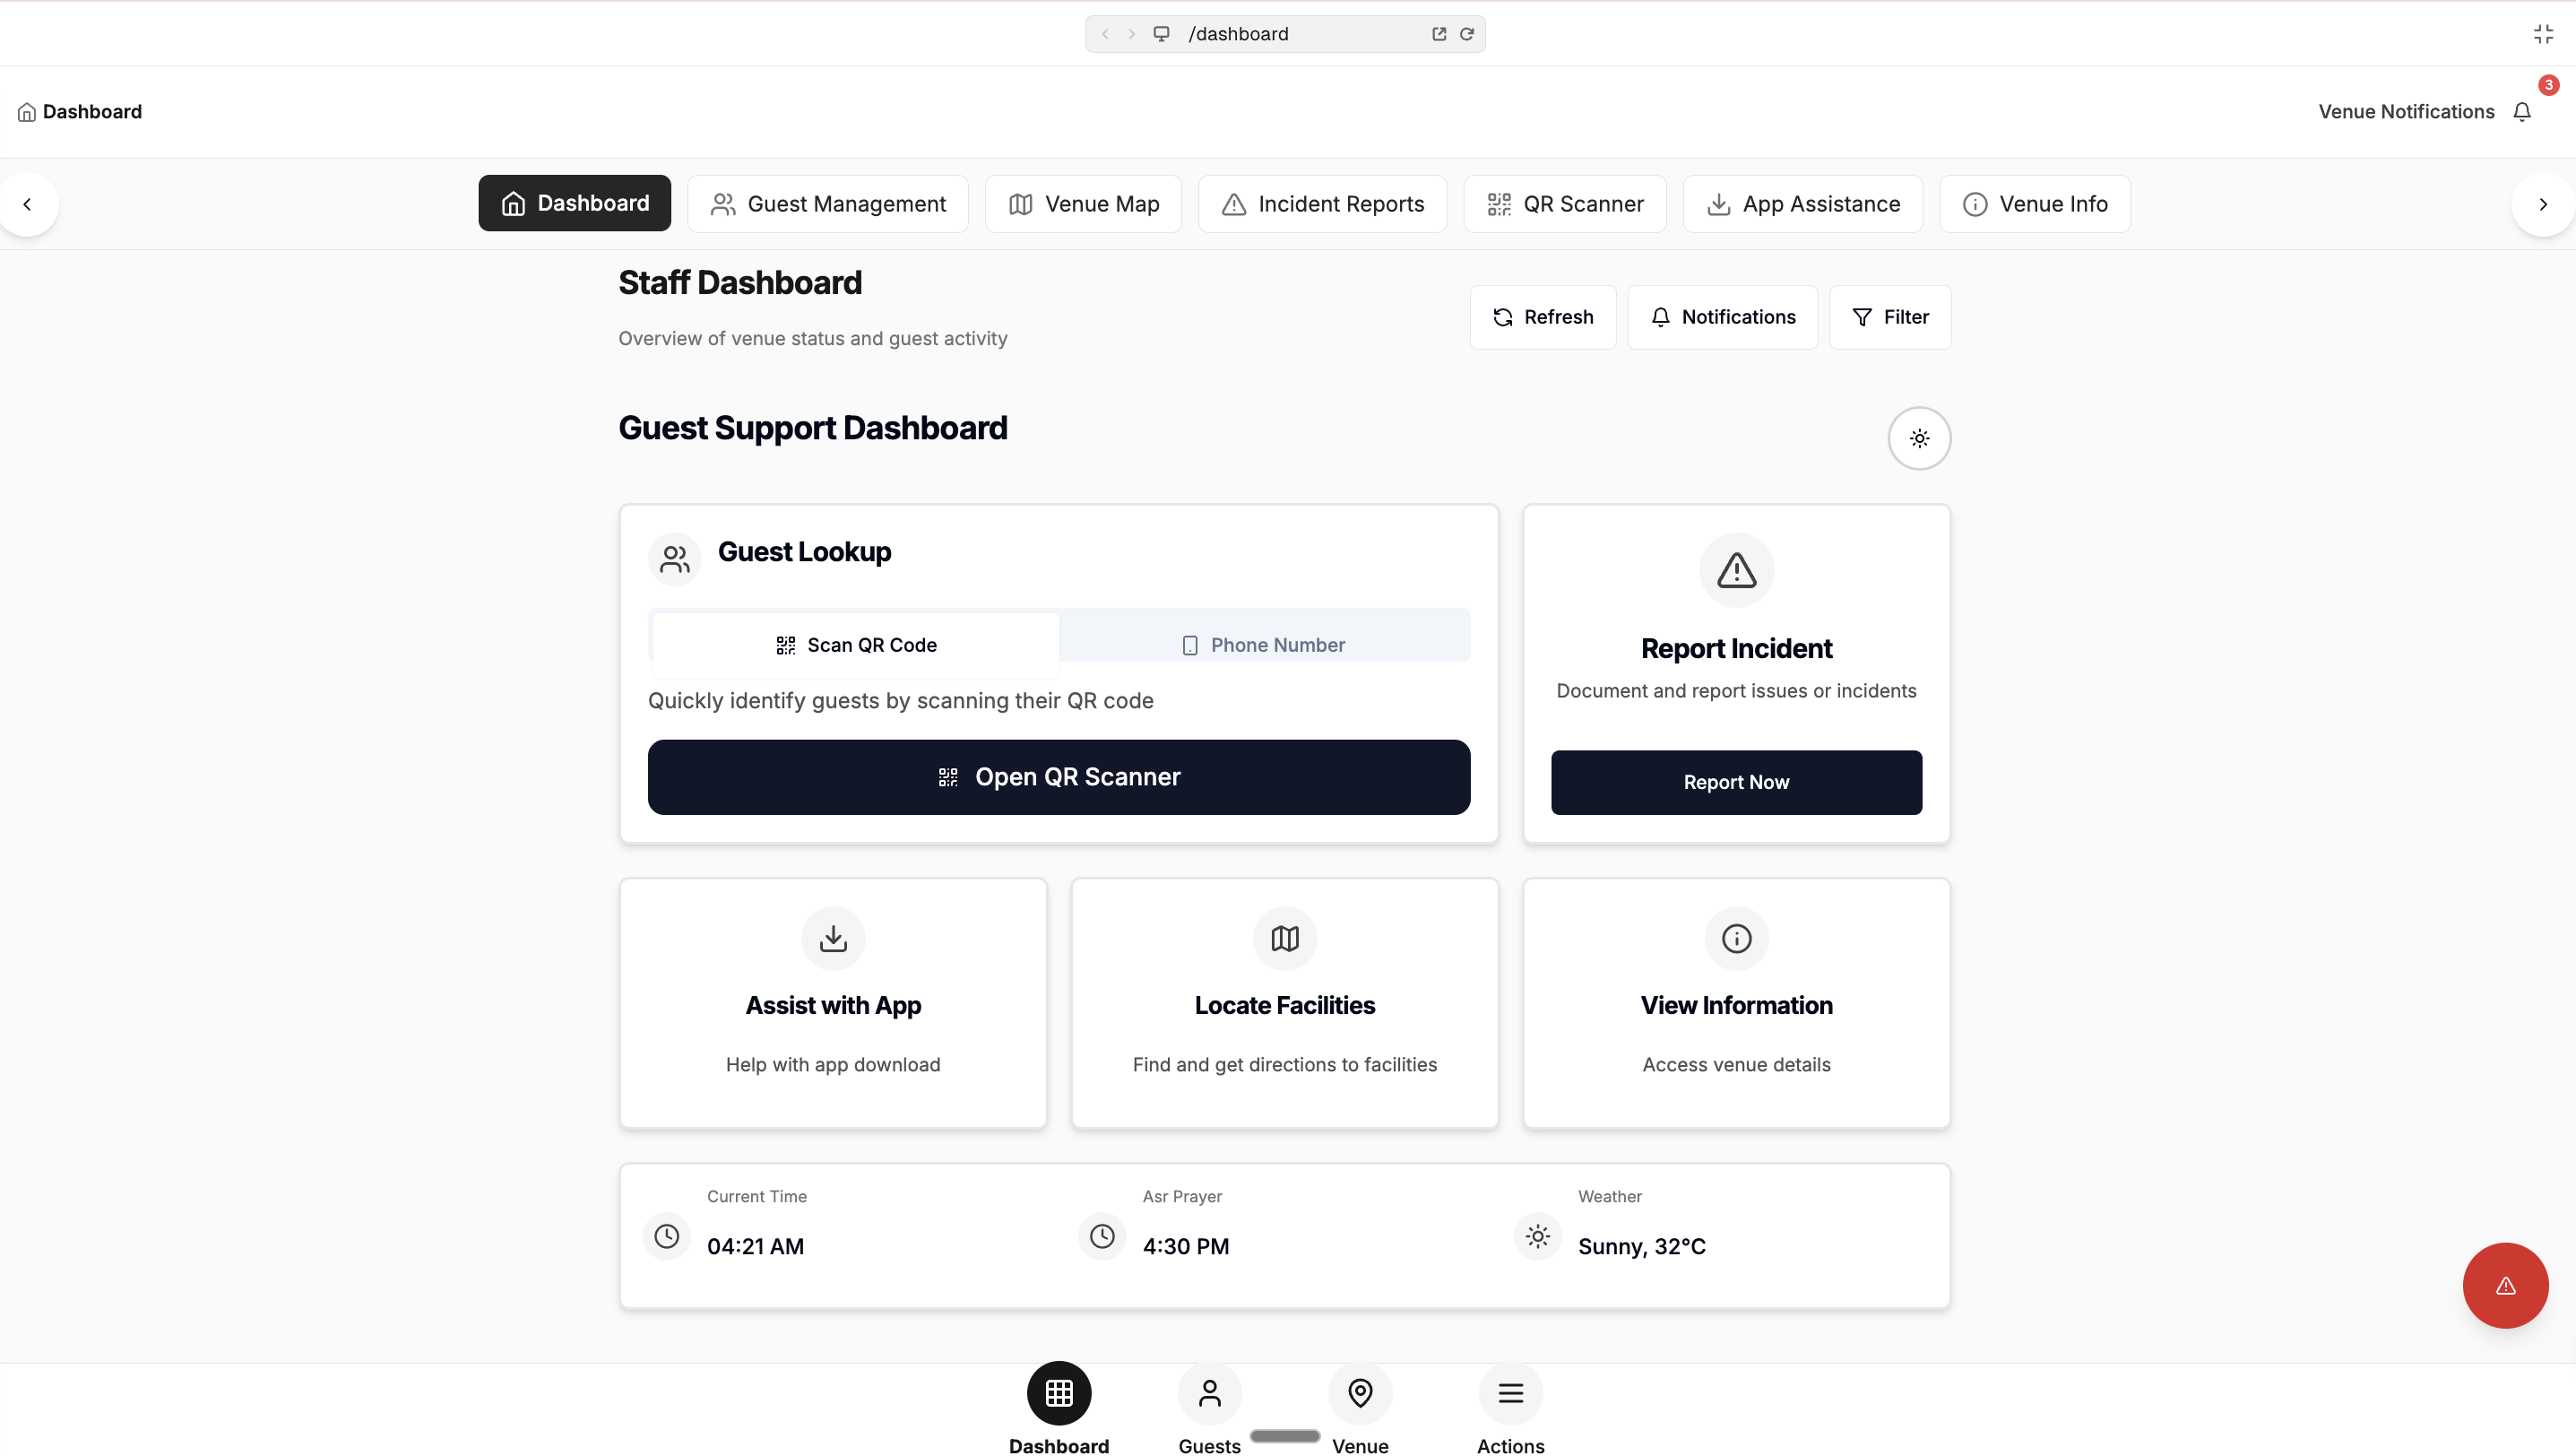 /dashboard
3
Dashboard
Venue Notifications
Dashboard
Guest Management
Venue Map
Incident Reports
QR Scanner
App Assistance
Venue Info
Staff Dashboard
Overview of venue status and guest activity
Refresh
Notifications
Filter
Guest Support Dashboard
Guest Lookup
Scan QR Code
Phone Number
Quickly identify guests by scanning their QR code
Open QR Scanner
Report Incident
Document and report issues or incidents
Report Now
Assist with App
Help with app download
Locate Facilities
Find and get directions to facilities
View Information
Access venue details
Current Time
04:21 AM
Asr Prayer
4:30 PM
Weather
Sunny, 32°C
Dashboard
Guests
Venue
Actions